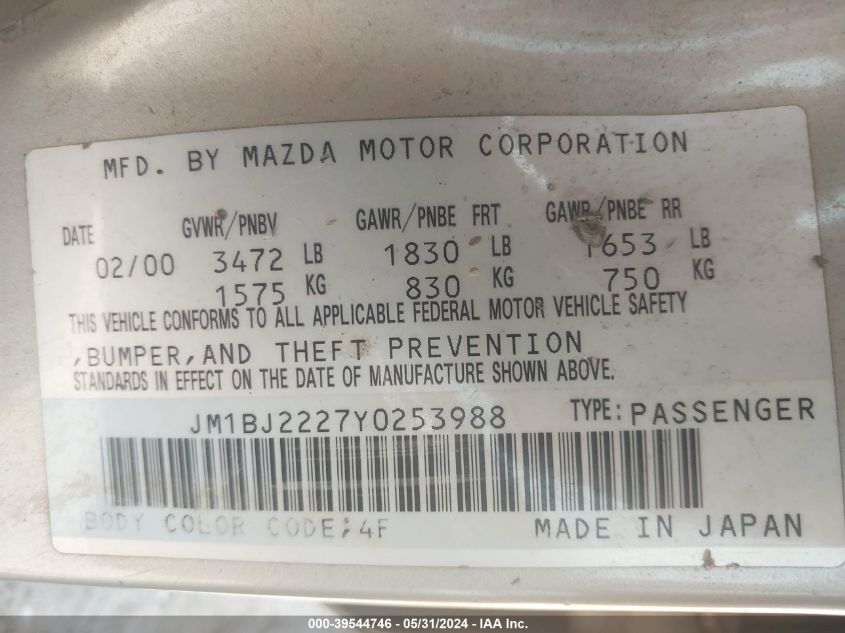 MFD. BY MAZDA MOTOR CORPORATION
DATE GVWR/PNBV GAWR/PNBE FRT GAWR/PNBE RR
02/00 3472 LB 1830 LB 1653 LB
1575 KG 830 KG 750 KG
THIS VEHICLE CONFORMS TO ALL APPLICABLE FEDERAL MOTOR VEHICLE SAFETY
,BUMPER,AND THEFT PREVENTION
STANDARDS IN EFFECT ON THE DATE OF MANUFACTURE SHOWN ABOVE.
JM1BJ2227Y0253988 TYPE: PASSENGER
BODY COLOR CODE;4F MADE IN JAPAN
000-39544746 - 05/31/2024 - IAA Inc.